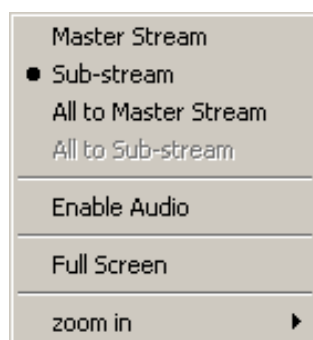 Master Stream
Sub-stream
All to Master Stream
All to Sub-stream
Enable Audio
Full Screen
zoom in